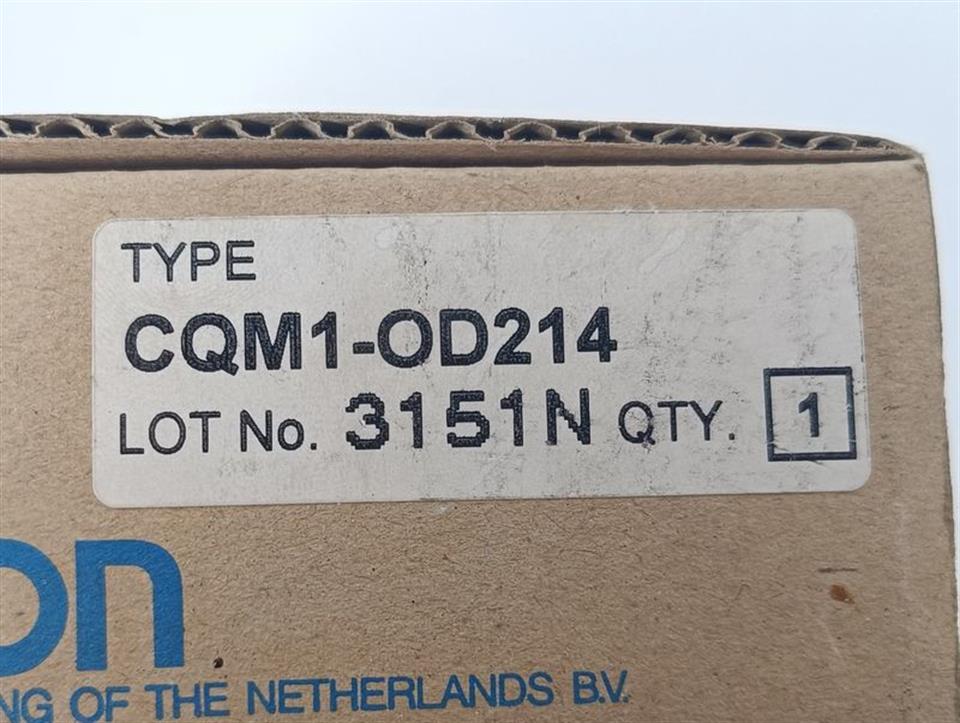 TYPE
CQM1-OD214
LOT No. 3151N QTY. 1
on
NG OF THE NETHERLANDS B.V.